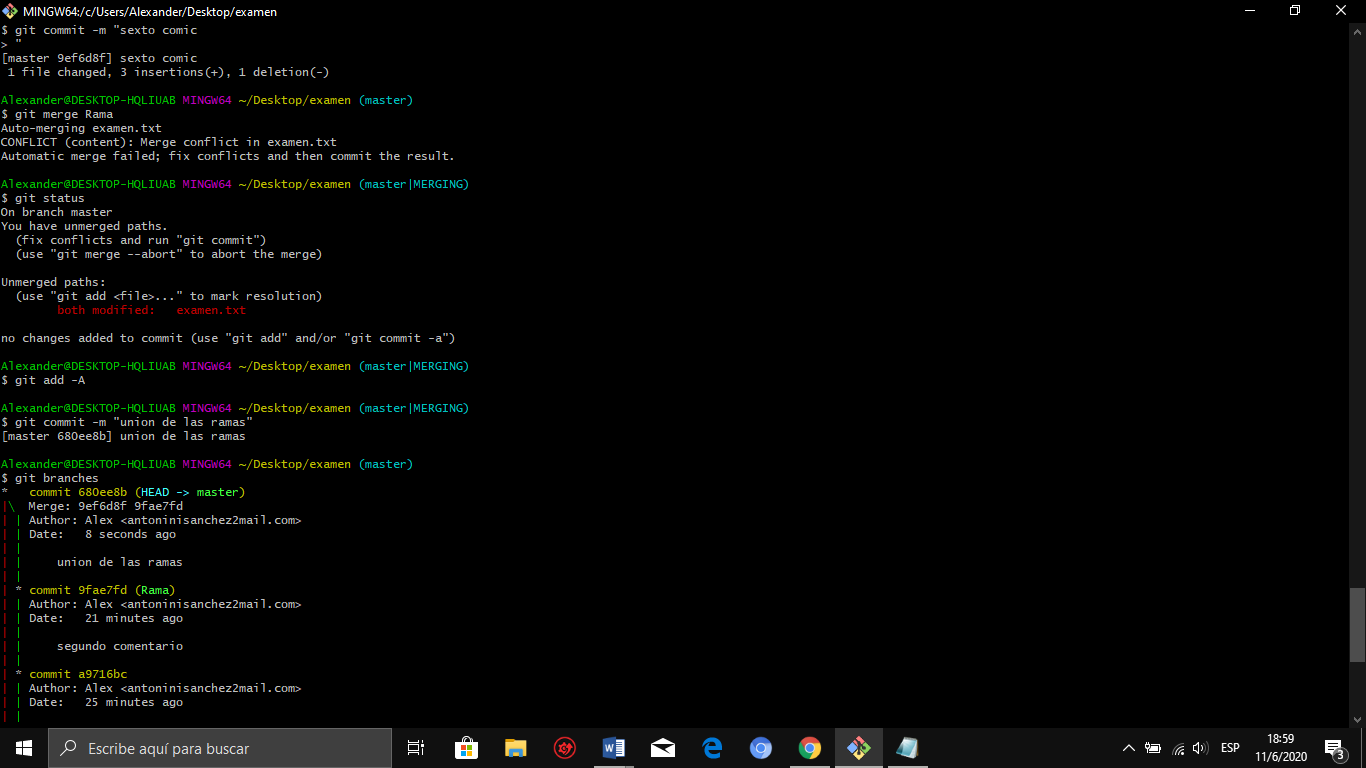 MINGW64:/c/Users/Alexander/Desktop/examen
$ git commit -m "sexto comic
> "
[master 9ef6d8f] sexto comic
 1 file changed, 3 insertions(+), 1 deletion(-)
Alexander@DESKTOP-HQLIUAB MINGW64 ~/Desktop/examen (master)
$ git merge Rama
Auto-merging examen.txt
CONFLICT (content): Merge conflict in examen.txt
Automatic merge failed; fix conflicts and then commit the result.
Alexander@DESKTOP-HQLIUAB MINGW64 ~/Desktop/examen (master|MERGING)
$ git status
On branch master
You have unmerged paths.
  (fix conflicts and run "git commit")
  (use "git merge --abort" to abort the merge)
Unmerged paths:
  (use "git add <file>..." to mark resolution)
        both modified:   examen.txt
no changes added to commit (use "git add" and/or "git commit -a")
Alexander@DESKTOP-HQLIUAB MINGW64 ~/Desktop/examen (master|MERGING)
$ git add -A
Alexander@DESKTOP-HQLIUAB MINGW64 ~/Desktop/examen (master|MERGING)
$ git commit -m "union de las ramas"
[master 680ee8b] union de las ramas
Alexander@DESKTOP-HQLIUAB MINGW64 ~/Desktop/examen (master)
$ git branches
*   commit 680ee8b (HEAD -> master)
|\  Merge: 9ef6d8f 9fae7fd
| | Author: Alex <antoninisanchez2mail.com>
| | Date:   8 seconds ago
| |
| |     union de las ramas
| |
| * commit 9fae7fd (Rama)
| | Author: Alex <antoninisanchez2mail.com>
| | Date:   21 minutes ago
| |
| |     segundo comentario
| |
| * commit a9716bc
| | Author: Alex <antoninisanchez2mail.com>
| | Date:   25 minutes ago
| |
Escribe aquí para buscar
ESP
18:59
11/6/2020
3